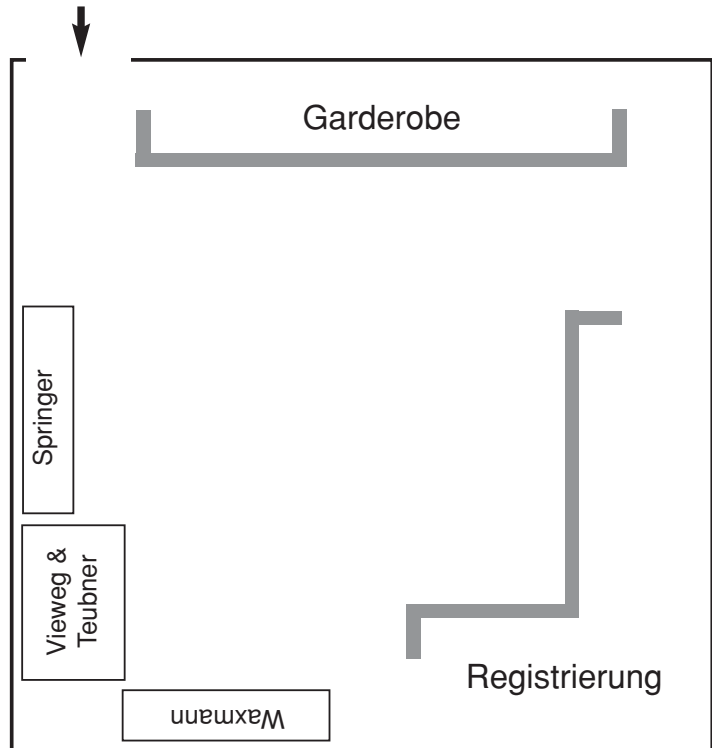 Garderobe
Springer
Vieweg &
Teubner
Waxmann
Registrierung